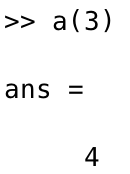 >> a(3)
ans =
4